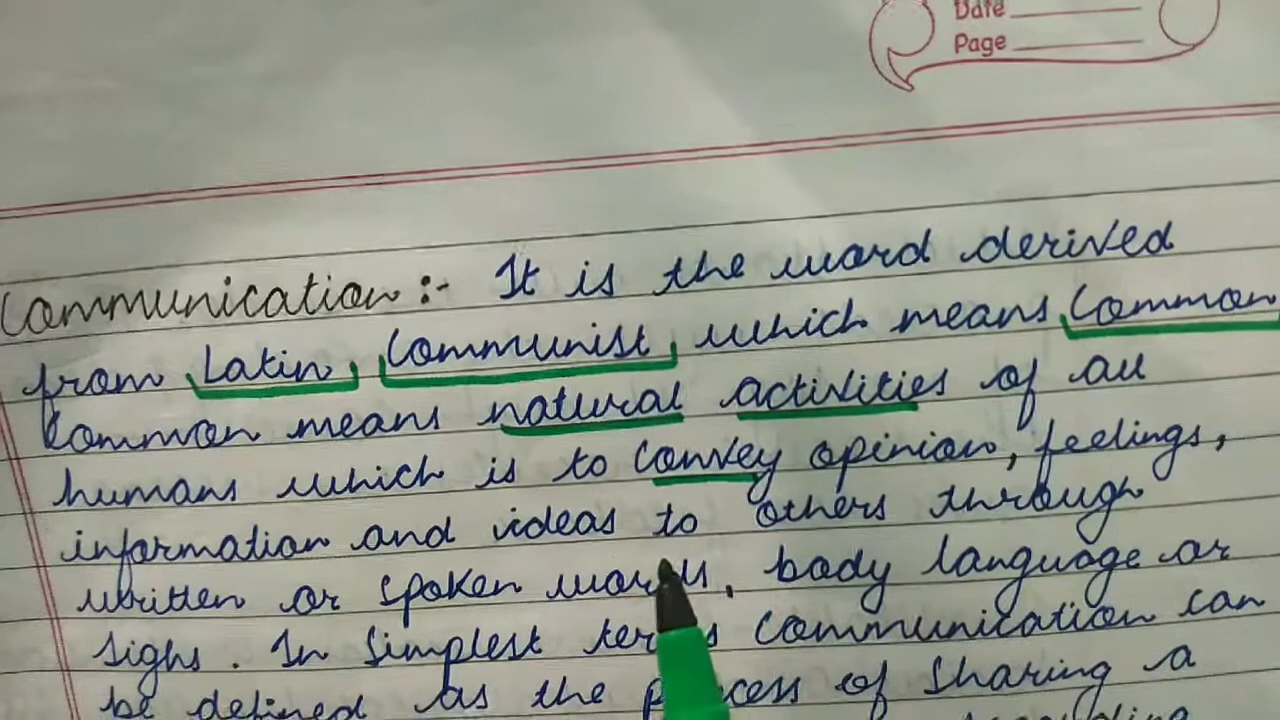 Date
Page
Communication :- It is the word derived
from Latin, Communist, which means Common
Common means natural activities of all
humans which is to convey opinion, feelings,
information and ideas to others through
written or spoken words, body language or
sighs. In simplest terms communication can
be defined as the process of sharing a